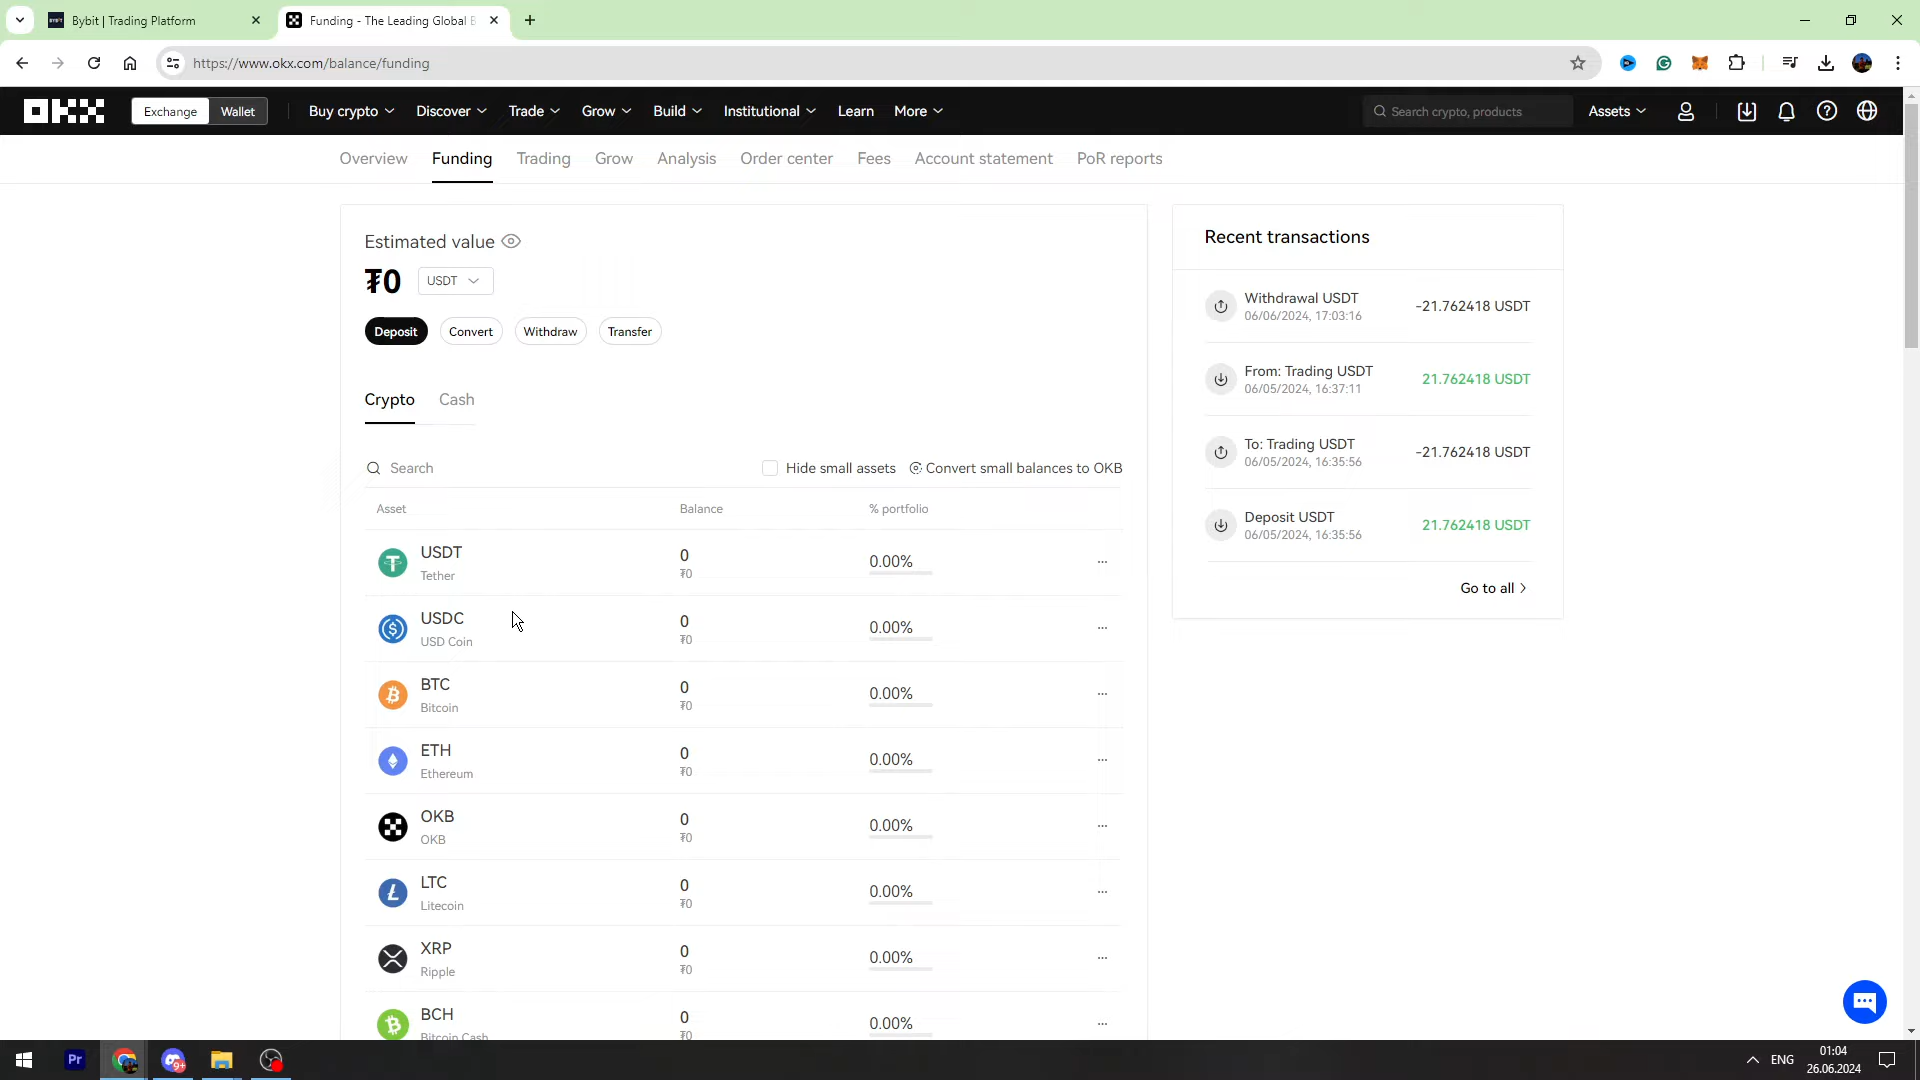 Bybit | Trading Platform
Funding - The Leading Global
https://www.okx.com/balance/funding
OKX
Exchange Wallet Buy crypto Discover Trade Grow Build Institutional Learn More Search crypto, products Assets
Overview Funding Trading Grow Analysis Order center Fees Account statement PoR reports
Estimated value
₮0 USDT
Deposit Convert Withdraw Transfer
Crypto Cash
Search Hide small assets Convert small balances to OKB
Asset Balance % portfolio
USDT 0 0.00% ...
Tether ₮0
USDC 0 0.00% ...
USD Coin ₮0
BTC 0 0.00% ...
Bitcoin ₮0
ETH 0 0.00% ...
Ethereum ₮0
OKB 0 0.00% ...
OKB ₮0
LTC 0 0.00% ...
Litecoin ₮0
XRP 0 0.00% ...
Ripple ₮0
BCH 0 0.00% ...
Bitcoin Cash ₮0
Recent transactions
Withdrawal USDT -21.762418 USDT
06/06/2024, 17:03:16
From: Trading USDT 21.762418 USDT
06/05/2024, 16:37:11
To: Trading USDT -21.762418 USDT
06/05/2024, 16:35:56
Deposit USDT 21.762418 USDT
06/05/2024, 16:35:56
Go to all
Pr
9+
ENG
01:04
26.06.2024